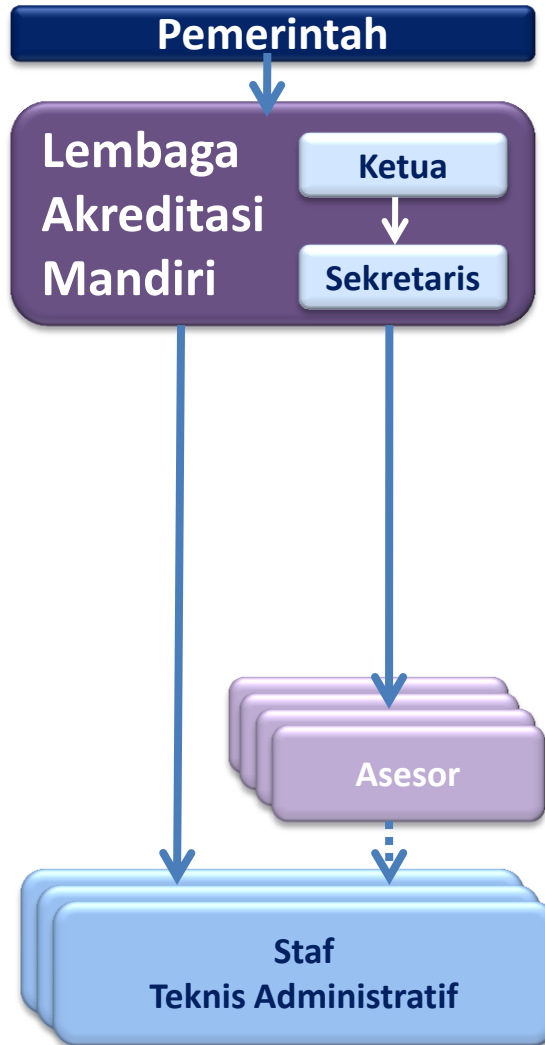 Pemerintah
Lembaga
Akreditasi
Mandiri
Ketua
Sekretaris
Asesor
Staf
Teknis Administratif